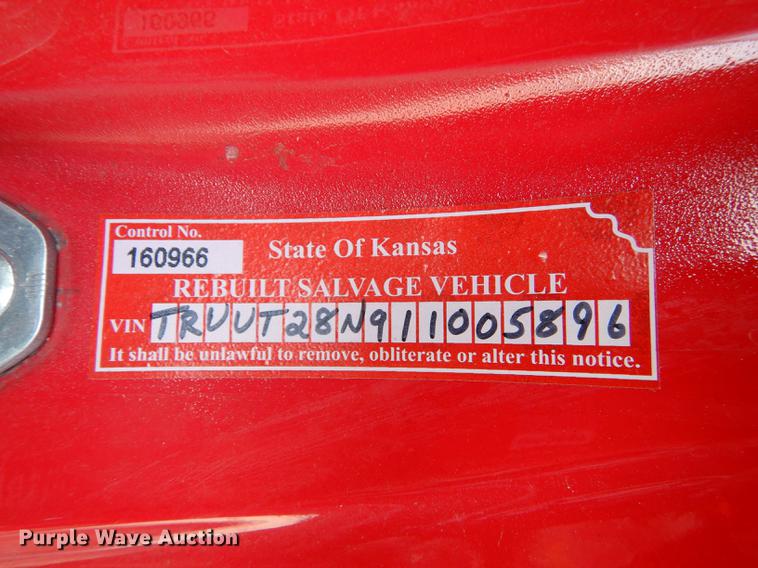 Control No.
160966
State Of Kansas
REBUILT SALVAGE VEHICLE
VIN TRUUT28N911005896
It shall be unlawful to remove, obliterate or alter this notice.
Purple Wave Auction